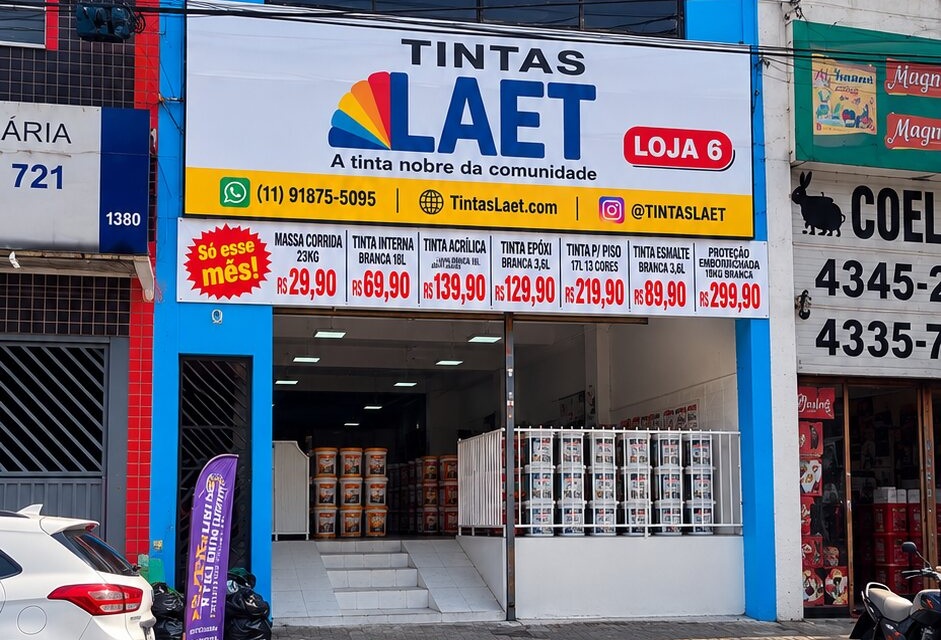 TINTAS
LAET
A tinta nobre da comunidade
LOJA 6
(11) 91875-5095 | TintasLaet.com | @TINTASLAET
Só esse
mês!
MASSA CORRIDA
23KG
R$ 29,90
TINTA INTERNA
BRANCA 18L
R$ 69,90
TINTA ACRÍLICA
BRANCA 18L
R$ 139,90
TINTA EPÓXI
BRANCA 3,6L
R$ 129,90
TINTA P/ PISO
17L 13 CORES
R$ 219,90
TINTA ESMALTE
BRANCA 3,6L
R$ 89,90
PROTEÇÃO
BRANCA
R$ 299,90
ÁRIA
721
1380
Magn
Magn
COEL
4345-2
4335-7